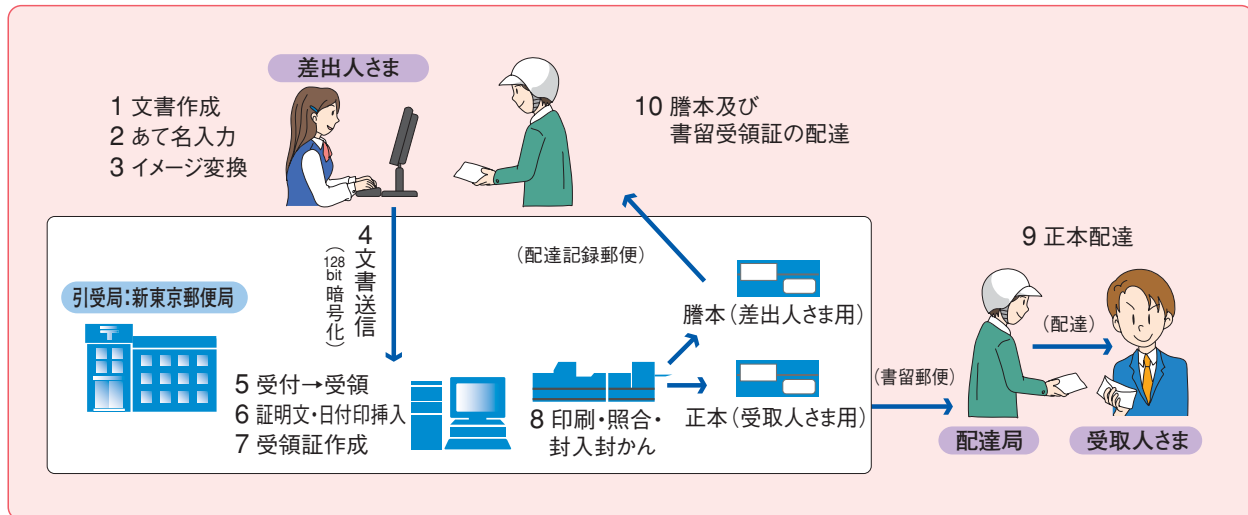 差出人さま
1 文書作成
2 あて名入力
3 イメージ変換
10 謄本及び
書留受領証の配達
4 文書送信
（128bit暗号化）
引受局：新東京郵便局
〒
5 受付→受領
6 証明文・日付印挿入
7 受領証作成
8 印刷・照合・
封入封かん
（配達記録郵便）
謄本（差出人さま用）
正本（受取人さま用）
（書留郵便）
9 正本配達
（配達）
配達局
受取人さま